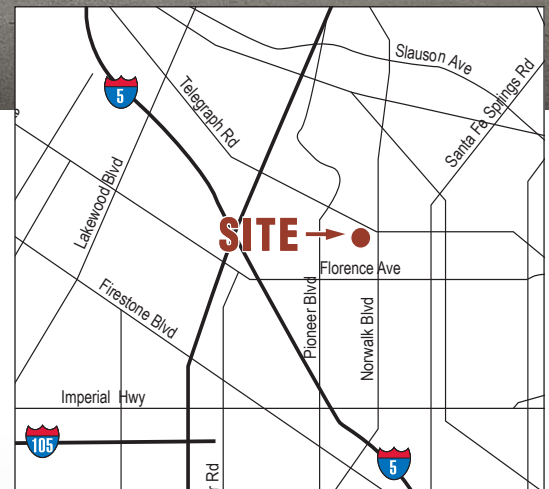 Slauson Ave
5
Telegraph Rd
Santa Fe Springs Rd
Lakewood Blvd
SITE
Florence Ave
Firestone Blvd
Pioneer Blvd
Norwalk Blvd
Imperial Hwy
105
5
Rd